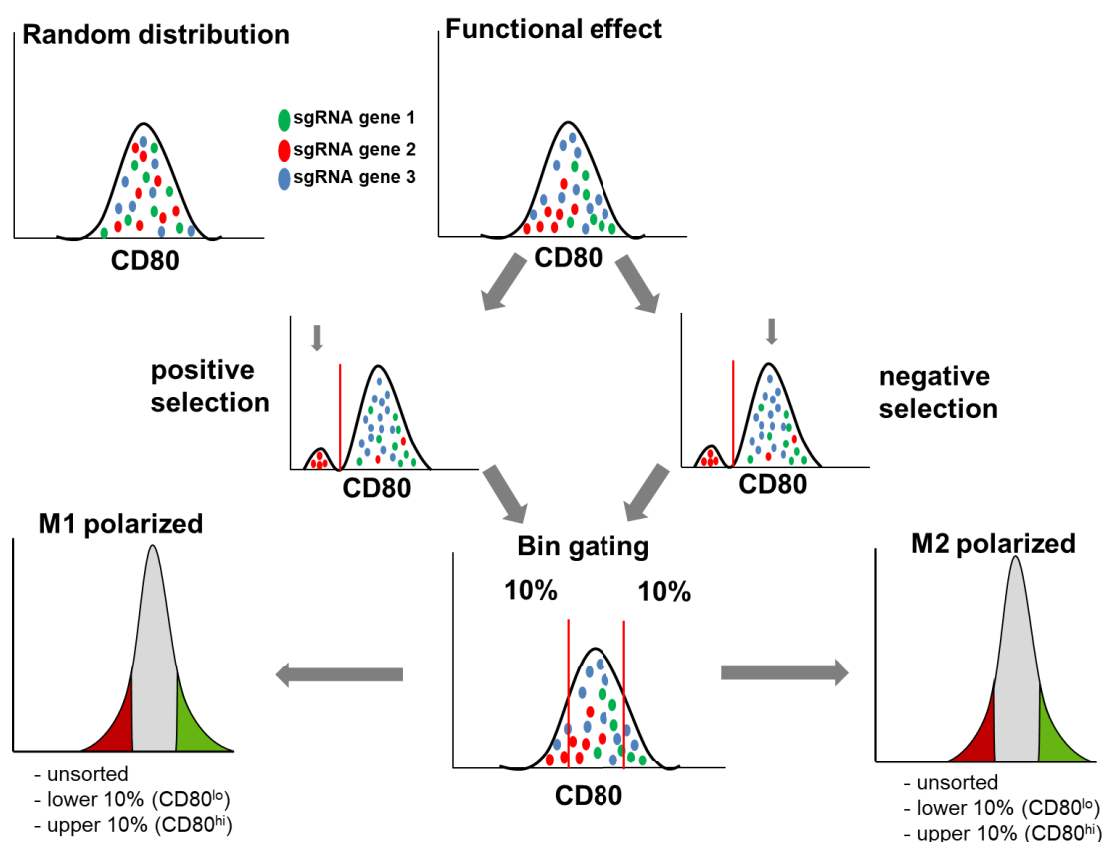 Random distribution
Functional effect
sgRNA gene 1
sgRNA gene 2
sgRNA gene 3
CD80
CD80
positive
selection
negative
selection
CD80
CD80
M1 polarized
Bin gating
M2 polarized
10%
10%
CD80
- unsorted
- lower 10% (CD80ˡᵒ)
- upper 10% (CD80ʰⁱ)
- unsorted
- lower 10% (CD80ˡᵒ)
- upper 10% (CD80ʰⁱ)